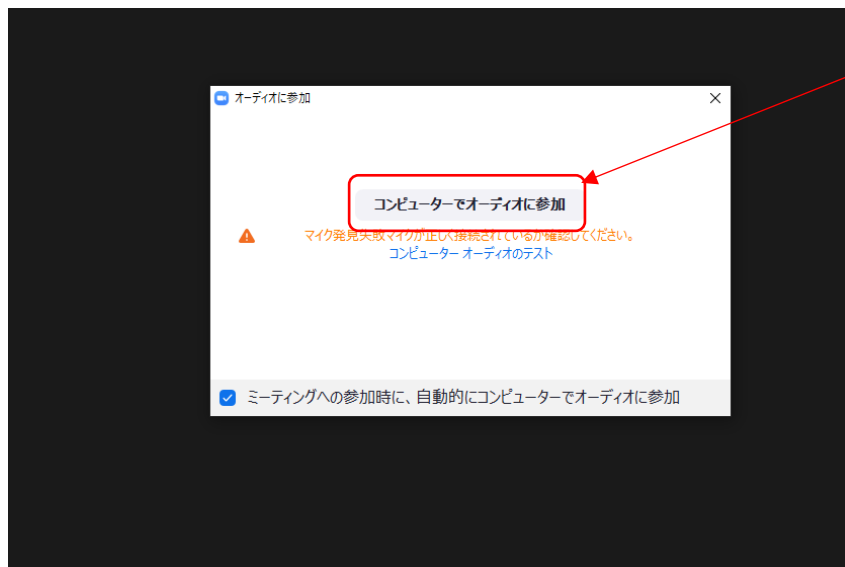 オーディオに参加
コンピューターでオーディオに参加
マイク発見失敗マイクが正しく接続されているか確認してください。
コンピューター オーディオのテスト
ミーティングへの参加時に、自動的にコンピューターでオーディオに参加